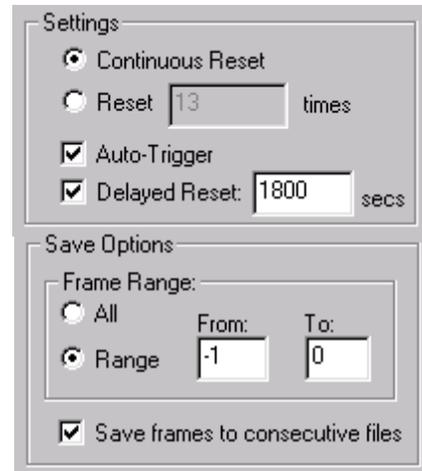 Settings
Continuous Reset
Reset 13 times
Auto-Trigger
Delayed Reset: 1800 secs
Save Options
Frame Range:
All
From: To:
Range -1 0
Save frames to consecutive files